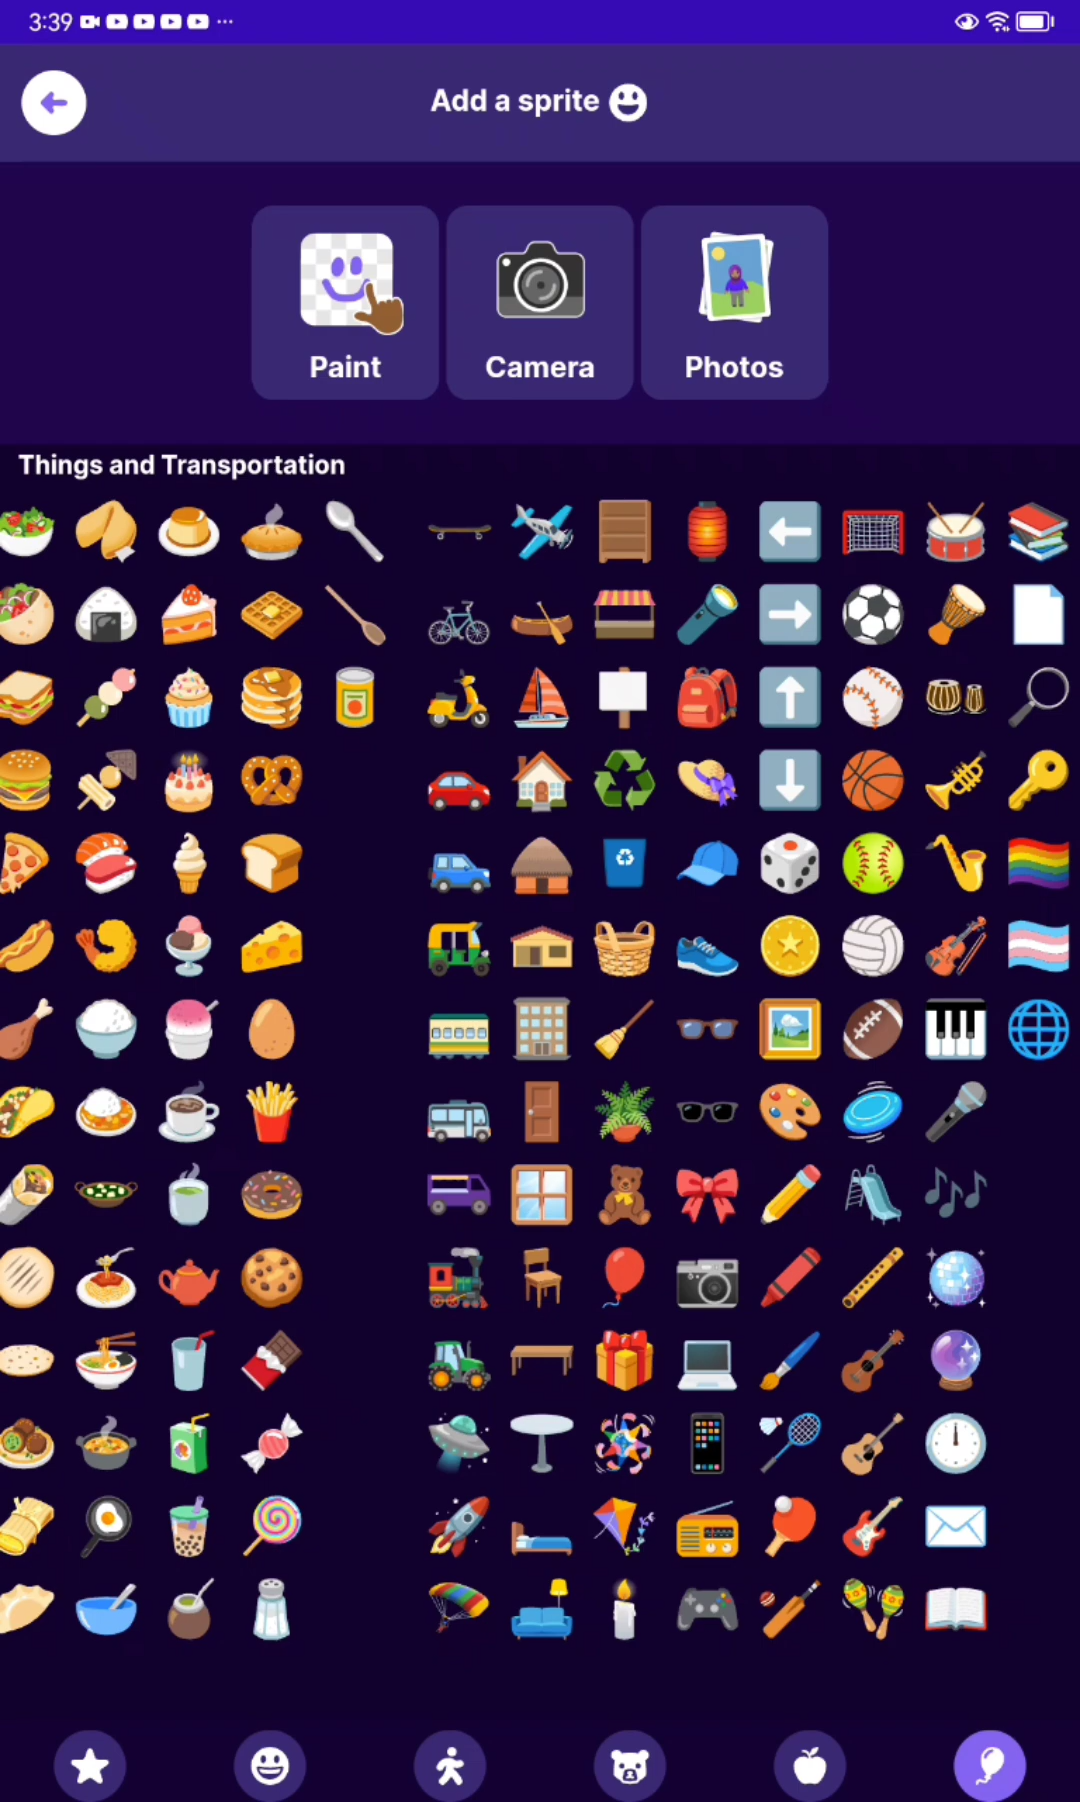 3:39
Add a sprite
Paint
Camera
Photos
Things and Transportation